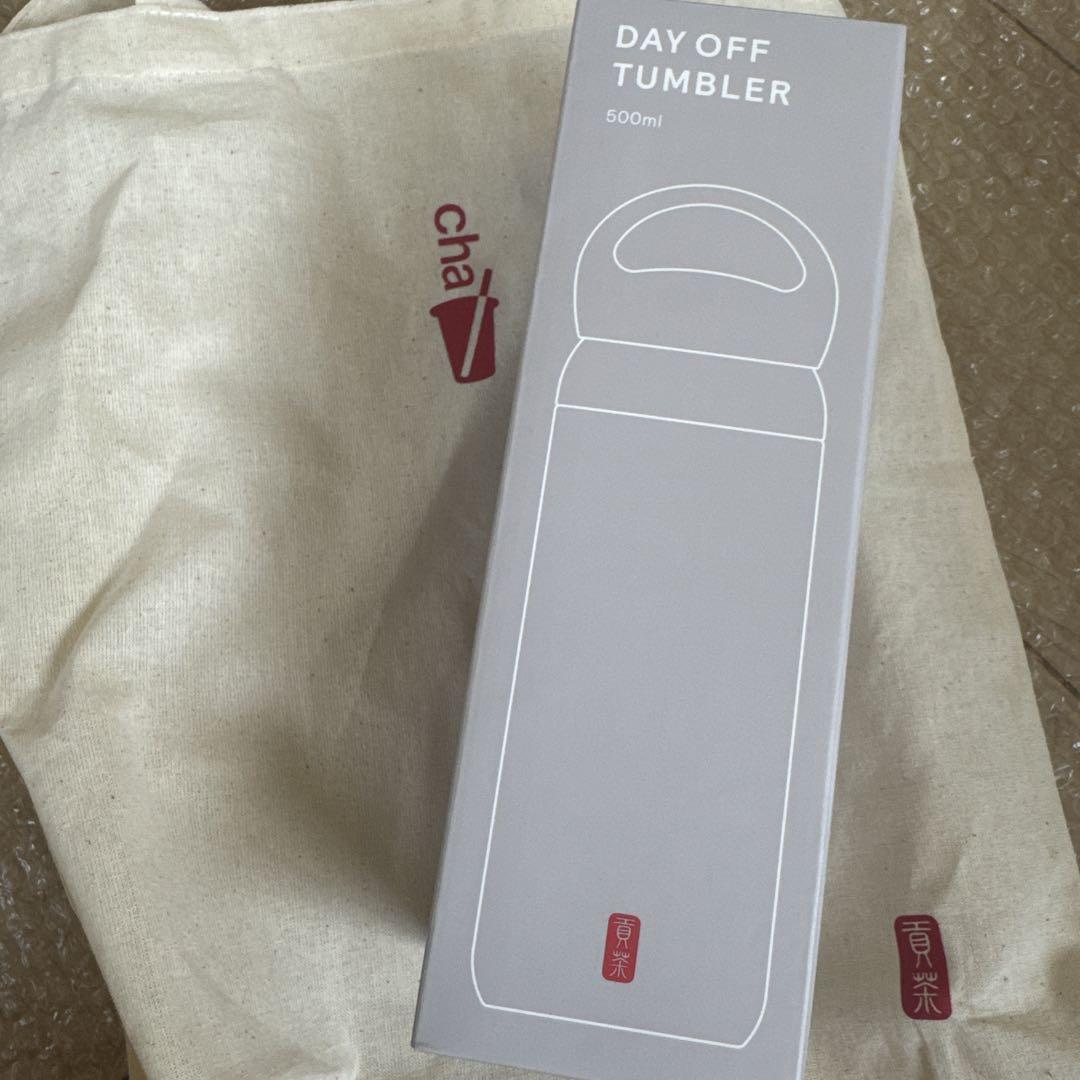 DAY OFF
TUMBLER
500ml
cha
貢茶
貢茶